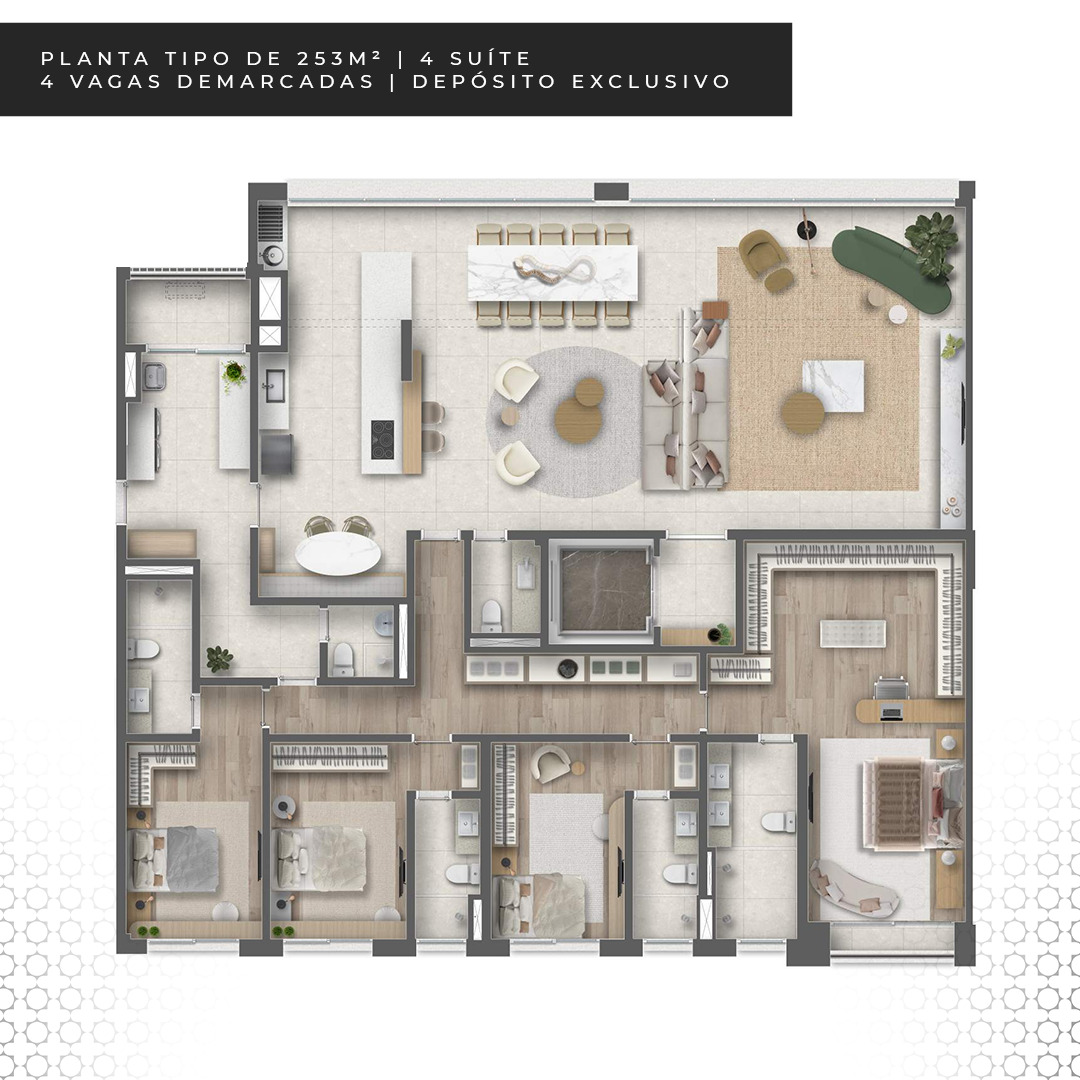 PLANTA TIPO DE 253M² | 4 SUÍTE
4 VAGAS DEMARCADAS | DEPÓSITO EXCLUSIVO